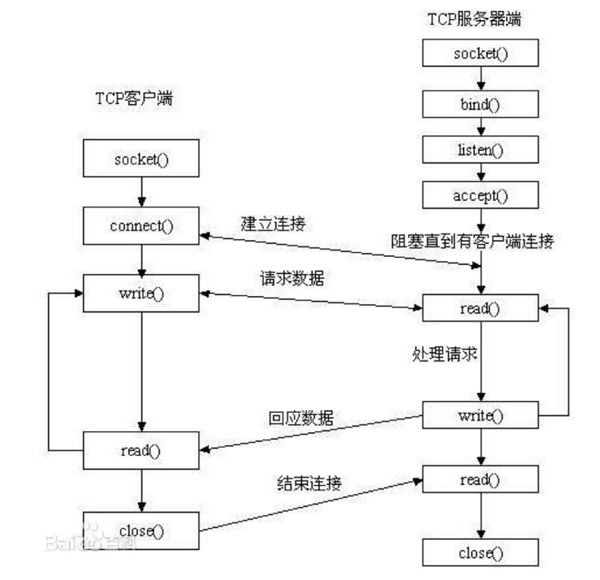 TCP服务器端
socket()
bind()
listen()
accept()
阻塞直到有客户端连接
TCP客户端
socket()
connect()
建立连接
write()
请求数据
read()
处理请求
write()
回应数据
read()
结束连接
read()
close()
close()
Baidu百科